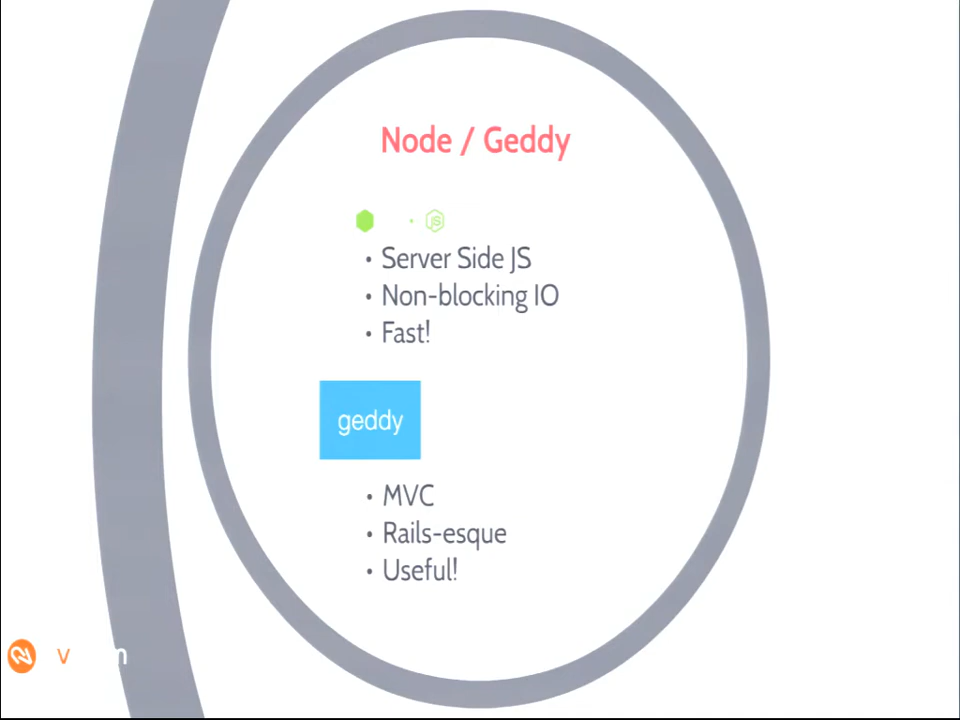 Node / Geddy
JS
• Server Side JS
• Non-blocking IO
• Fast!
geddy
• MVC
• Rails-esque
• Useful!